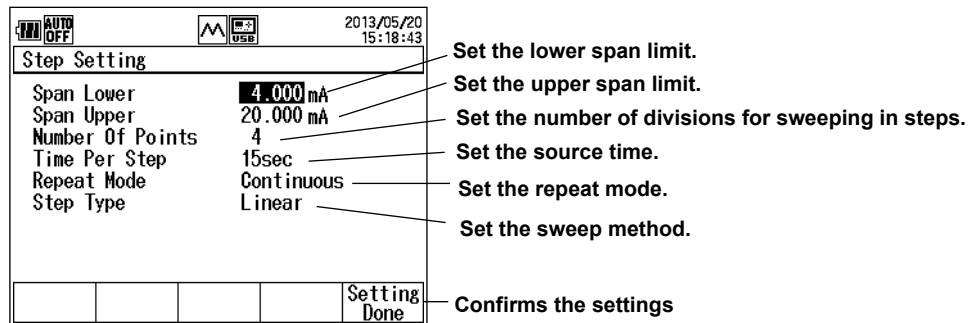 AUTO OFF USB 2013/05/20
15:18:43
Step Setting
Span Lower 4.000 mA Set the lower span limit.
Span Upper 20.000 mA Set the upper span limit.
Number Of Points 4 Set the number of divisions for sweeping in steps.
Time Per Step 15sec Set the source time.
Repeat Mode Continuous Set the repeat mode.
Step Type Linear Set the sweep method.
Setting Done Confirms the settings